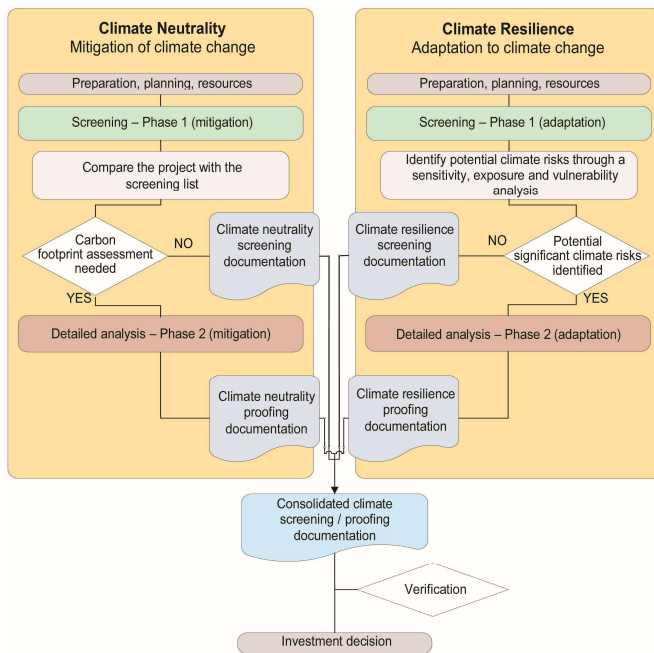 Climate Neutrality
Mitigation of climate change
Preparation, planning, resources
Screening – Phase 1 (mitigation)
Compare the project with the
screening list
Carbon
footprint assessment
needed
NO
YES
Climate neutrality
screening
documentation
Detailed analysis – Phase 2 (mitigation)
Climate neutrality
proofing
documentation
Climate Resilience
Adaptation to climate change
Preparation, planning, resources
Screening – Phase 1 (adaptation)
Identify potential climate risks through a
sensitivity, exposure and vulnerability
analysis
Climate resilience
screening
documentation
NO
Potential
significant climate risks
identified
YES
Detailed analysis – Phase 2 (adaptation)
Climate resilience
proofing
documentation
Consolidated climate
screening / proofing
documentation
Verification
Investment decision